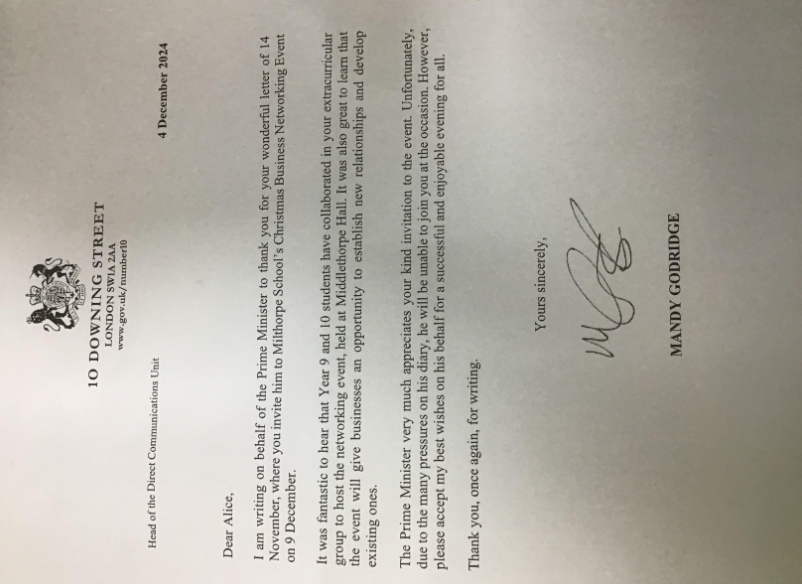 10 DOWNING STREET
LONDON SW1A 2AA
www.gov.uk/number10
Head of the Direct Communications Unit
4 December 2024
Dear Alice,
I am writing on behalf of the Prime Minister to thank you for your wonderful letter of 14
November, where you invite him to Millthorpe School's Christmas Business Networking Event
on 9 December.
It was fantastic to hear that Year 9 and 10 students have collaborated in your extracurricular
group to host the networking event, held at Middlethorpe Hall. It was also great to learn that
the event will give businesses an opportunity to establish new relationships and develop
existing ones.
The Prime Minister very much appreciates your kind invitation to the event. Unfortunately,
due to the many pressures on his diary, he will be unable to join you at the occasion. However,
please accept my best wishes on his behalf for a successful and enjoyable evening for all.
Thank you, once again, for writing.
Yours sincerely,
MANDY GODRIDGE